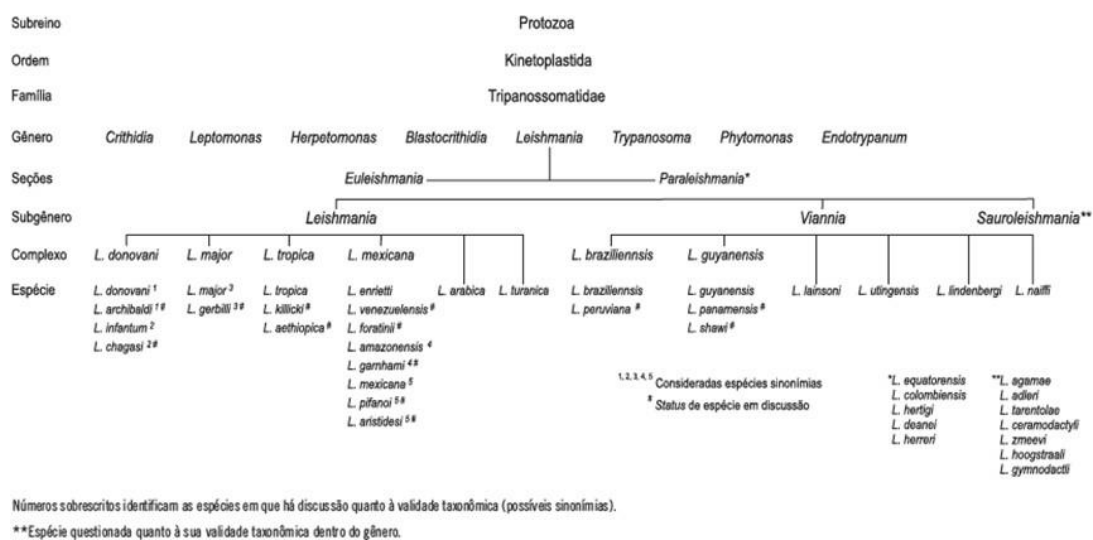 Subreino Protozoa
Ordem Kinetoplastida
Família Tripanossomatidae
Gênero Crithidia Leptomonas Herpetomonas Blastocrithidia Leishmania Trypanosoma Phytomonas Endotrypanum
Seções Euleishmania Paraleishmania*
Subgênero Leishmania Viannia Sauroleishmania**
Complexo L. donovani L. major L. tropica L. mexicana L. braziliennsis L. guyanensis
Espécie L. donovani 1 L. major 3 L. tropica L. enrietti L. arabica L. turanica L. braziliennsis L. guyanensis L. lainsoni L. utingensis L. lindenbergi L. naiffi
L. archibaldi 1 # L. gerbilli 3 # L. killicki # L. venezuelensis # L. peruviana # L. panamensis #
L. infantum 2 L. aethiopica # L. foratinii # L. shawi #
L. chagasi 2 # L. amazonensis 4
L. garnhami 4 #
L. mexicana 5
L. pifanoi 5 #
L. aristidesi 5 #
1, 2, 3, 4, 5 Consideradas espécies sinonímias
# Status de espécie em discussão
*L. equatorensis
L. colombiensis
L. hertigi
L. deanei
L. herreri
**L. agamae
L. adleri
L. tarentolae
L. ceramodactyli
L. zmeevi
L. hoogstraali
L. gymnodactli
Números sobrescritos identificam as espécies em que há discussão quanto à validade taxonômica (possíveis sinonímias).
**Espécie questionada quanto à sua validade taxonômica dentro do gênero.